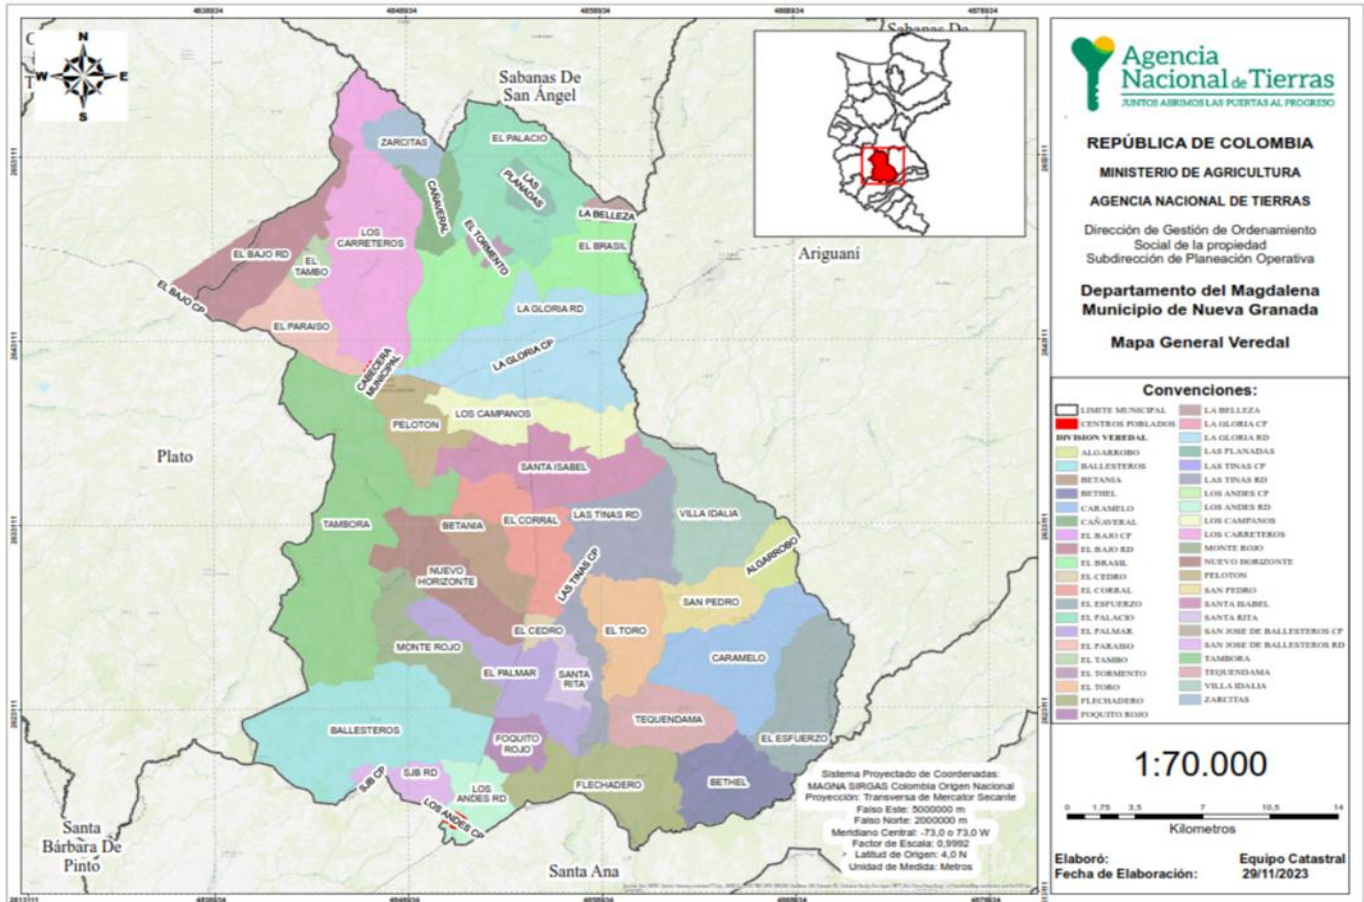 4838934
4848934
4858934
4868934
4878934
Sabanas De
N
W
E
S
Sabanas De
San Ángel
ZARCITAS
EL PALACIO
LAS
PLANADAS
CAÑAVERAL
LA BELLEZA
EL TORMENTO
EL BRASIL
LOS
CARRETEROS
EL BAJO RD
EL
TAMBO
EL BAJO CP
Ariguaní
EL PARAISO
LA GLORIA RD
LA GLORIA CP
CABECERA
MUNICIPAL
PELOTON
LOS CAMPANOS
Plato
SANTA ISABEL
TAMBORA
BETANIA
EL CORRAL
LAS TINAS RD
VILLA IDALIA
LAS TINAS CP
ALGARROBO
NUEVO
HORIZONTE
SAN PEDRO
EL CEDRO
EL TORO
MONTE ROJO
EL PALMAR
SANTA
RITA
CARAMELO
TEQUENDAMA
BALLESTEROS
FOQUITO
ROJO
EL ESFUERZO
SJB CP
SJB RD
LOS
ANDES RD
LOS ANDES CP
FLECHADERO
BETHEL
Santa
Bárbara De
Pinto
Santa Ana
Sistema Proyectado de Coordenadas:
MAGNA SIRGAS Colombia Origen Nacional
Proyección: Transversa de Mercator Secante
Falso Este: 5000000 m
Falso Norte: 2000000 m
Meridiano Central: -73,0 o 73,0 W
Factor de Escala: 0,9992
Latitud de Origen: 4,0 N
Unidad de Medida: Metros
Agencia
Nacional de Tierras
JUNTOS ABRIMOS LAS PUERTAS AL PROGRESO
REPÚBLICA DE COLOMBIA
MINISTERIO DE AGRICULTURA
AGENCIA NACIONAL DE TIERRAS
Dirección de Gestión de Ordenamiento
Social de la propiedad
Subdirección de Planeación Operativa
Departamento del Magdalena
Municipio de Nueva Granada
Mapa General Veredal
Convenciones:
LIMITE MUNICIPAL
CENTROS POBLADOS
DIVISION VEREDAL
ALGARROBO
BALLESTEROS
BETANIA
BETHEL
CARAMELO
CAÑAVERAL
EL BAJO CP
EL BAJO RD
EL BRASIL
EL CEDRO
EL CORRAL
EL ESFUERZO
EL PALACIO
EL PALMAR
EL PARAISO
EL TAMBO
EL TORMENTO
EL TORO
FLECHADERO
FOQUITO ROJO
LA BELLEZA
LA GLORIA CP
LA GLORIA RD
LAS PLANADAS
LAS TINAS CP
LAS TINAS RD
LOS ANDES CP
LOS ANDES RD
LOS CAMPANOS
LOS CARRETEROS
MONTE ROJO
NUEVO HORIZONTE
PELOTON
SAN PEDRO
SANTA ISABEL
SANTA RITA
SAN JOSE DE BALLESTEROS CP
SAN JOSE DE BALLESTEROS RD
TAMBORA
TEQUENDAMA
VILLA IDALIA
ZARCITAS
1:70.000
0 1,75 3,5 7 10,5 14
Kilometros
Elaboró: Equipo Catastral
Fecha de Elaboración: 29/11/2023